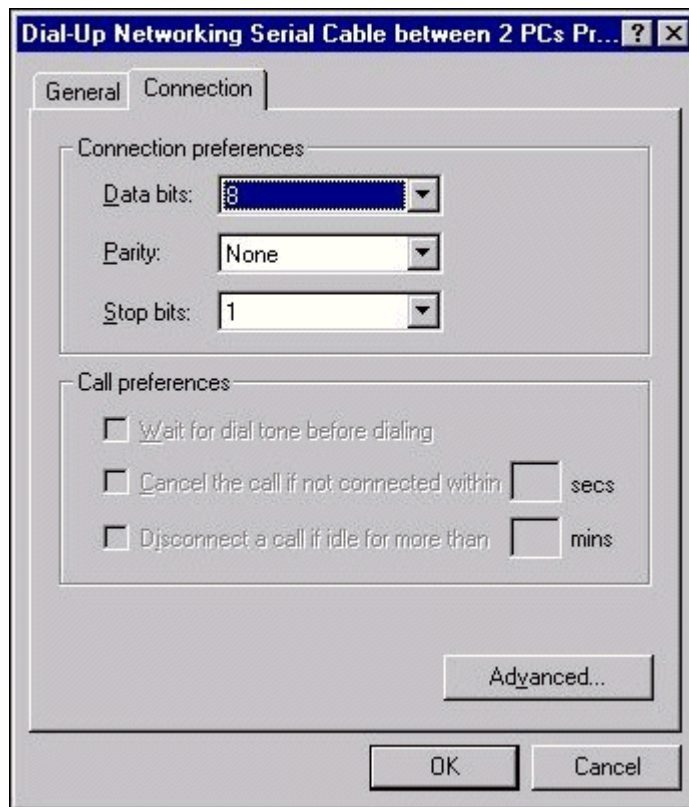 Dial-Up Networking Serial Cable between 2 PCs Pr... ? ×
General Connection
Connection preferences
Data bits: 8
Parity: None
Stop bits: 1
Call preferences
Wait for dial tone before dialing
Cancel the call if not connected within secs
Disconnect a call if idle for more than mins
Advanced...
OK Cancel